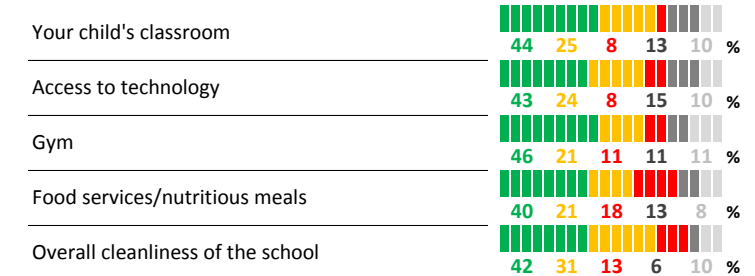 Your child's classroom
44 25 8 13 10 %
Access to technology
43 24 8 15 10 %
Gym
46 21 11 11 11 %
Food services/nutritious meals
40 21 18 13 8 %
Overall cleanliness of the school
42 31 13 6 10 %